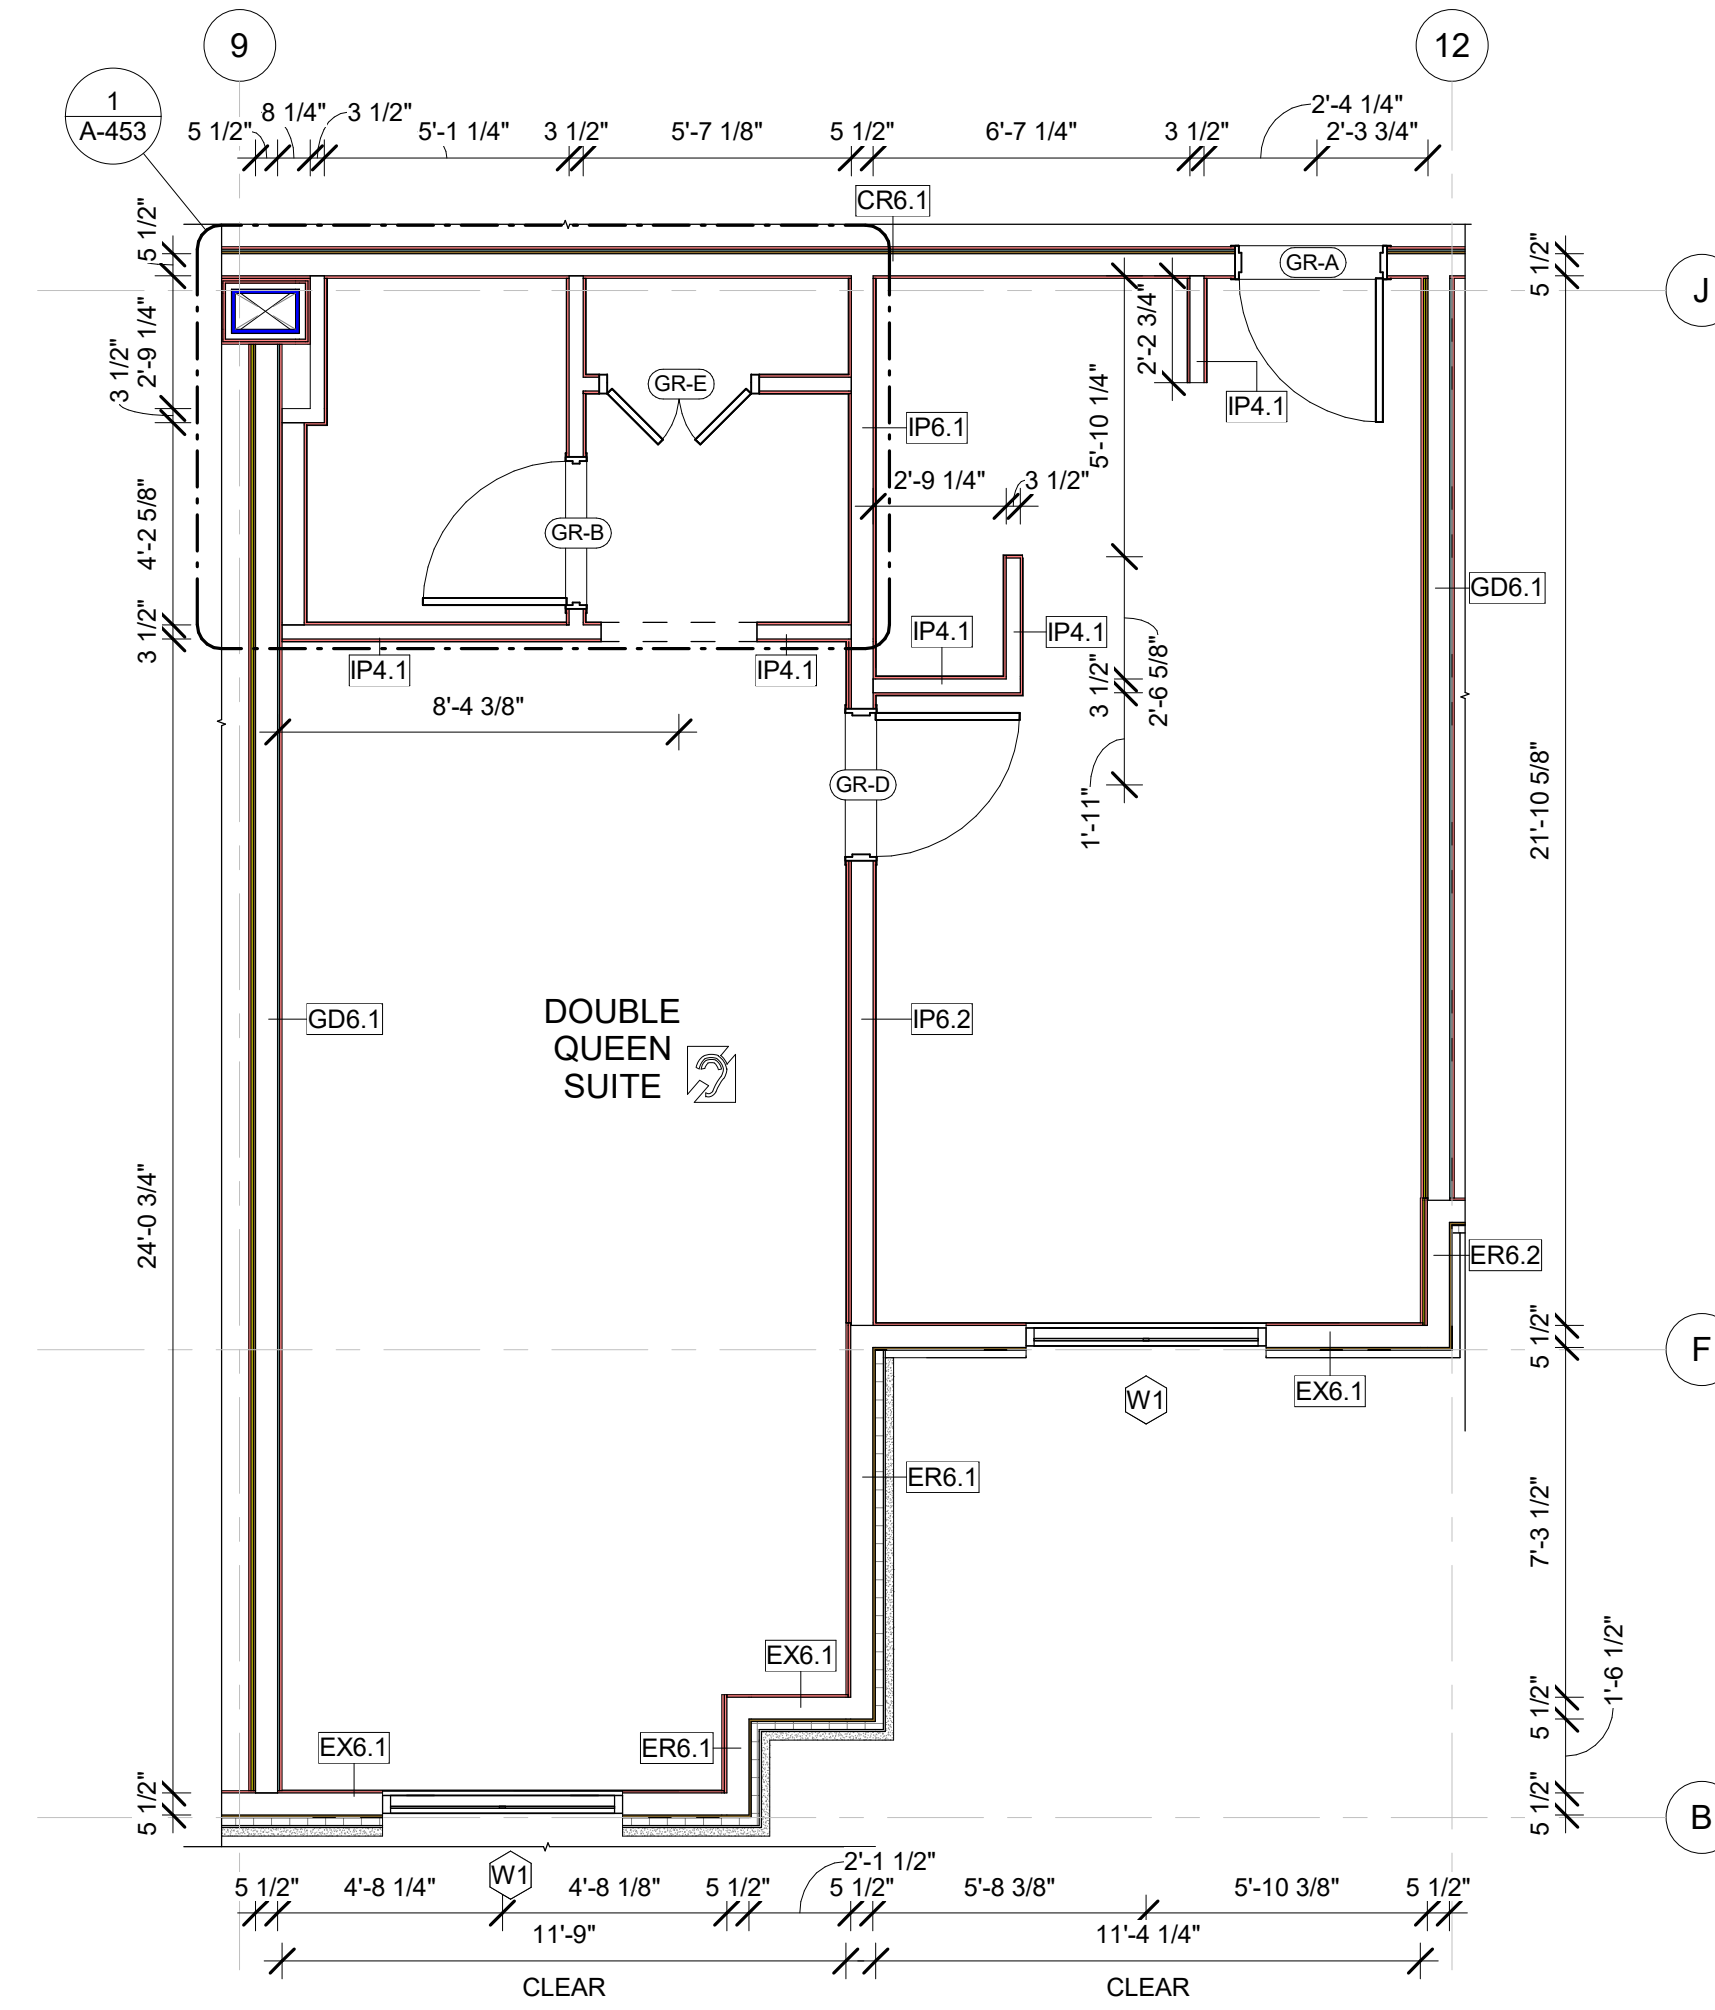 9
12
1
A-453
5 1/2"
8 1/4"
3 1/2"
5'-1 1/4"
3 1/2"
5'-7 1/8"
5 1/2"
6'-7 1/4"
3 1/2"
2'-4 1/4"
2'-3 3/4"
CR6.1
5 1/2"
2'-9 1/4"
3 1/2"
4'-2 5/8"
3 1/2"
24'-0 3/4"
5 1/2"
GR-A
5 1/2"
J
GR-E
2'-2 3/4"
IP4.1
5'-10 1/4"
IP6.1
2'-9 1/4"
3 1/2"
GR-B
GD6.1
IP4.1
IP4.1
IP4.1
IP4.1
3 1/2"
2'-6 5/8"
8'-4 3/8"
GR-D
1'-11"
21'-10 5/8"
GD6.1
DOUBLE
QUEEN
SUITE
IP6.2
ER6.2
5 1/2"
F
EX6.1
W1
ER6.1
7'-3 1/2"
EX6.1
1'-6 1/2"
5 1/2"
EX6.1
ER6.1
5 1/2"
B
W1
2'-1 1/2"
5 1/2"
4'-8 1/4"
4'-8 1/8"
5 1/2"
5 1/2"
5'-8 3/8"
5'-10 3/8"
5 1/2"
11'-9"
11'-4 1/4"
CLEAR
CLEAR